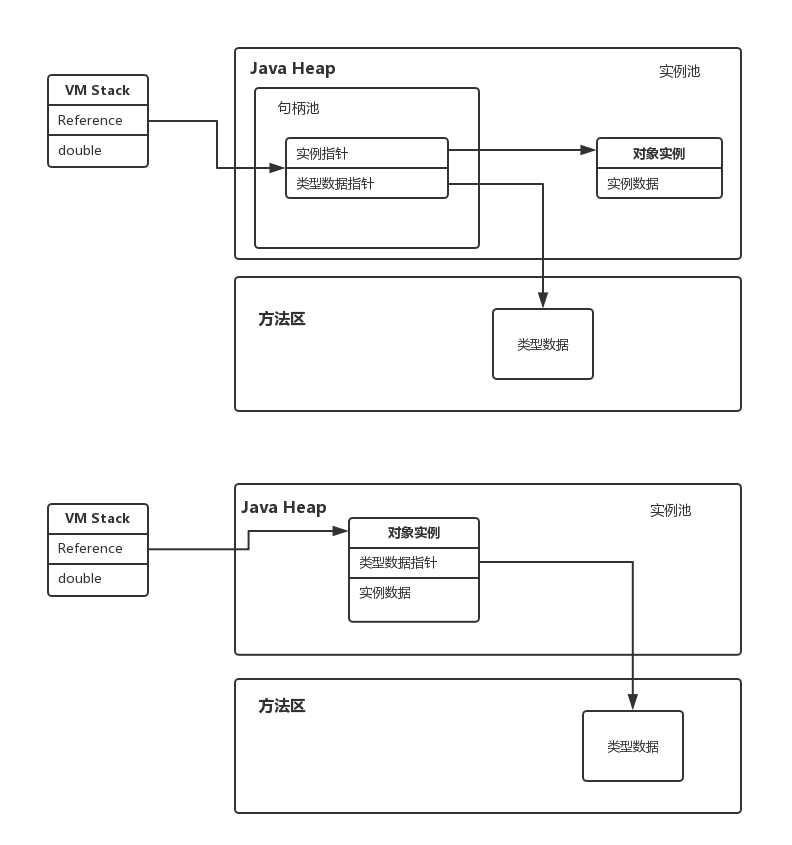 VM Stack
Reference
double
Java Heap
实例池
句柄池
实例指针
类型数据指针
对象实例
实例数据
方法区
类型数据
VM Stack
Reference
double
Java Heap
实例池
对象实例
类型数据指针
实例数据
方法区
类型数据